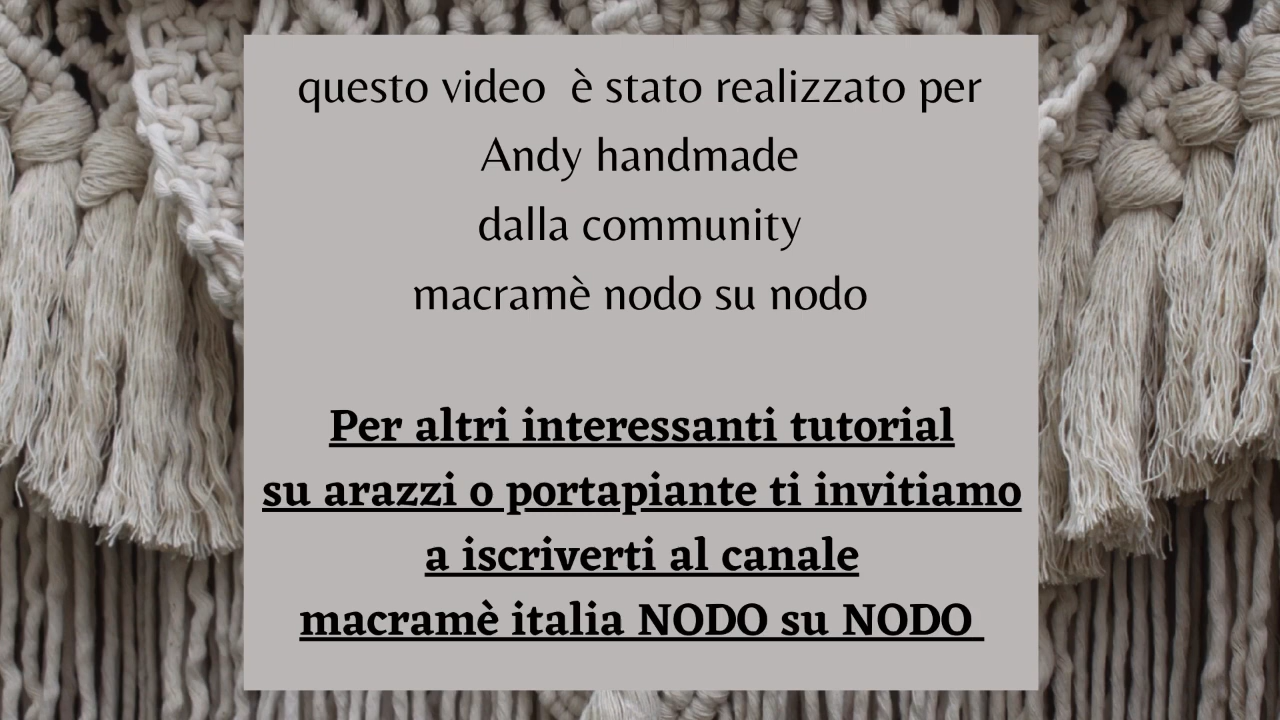 questo video è stato realizzato per
Andy handmade
dalla community
macramè nodo su nodo
Per altri interessanti tutorial
su arazzi o portapiante ti invitiamo
a iscriverti al canale
macramè italia NODO su NODO